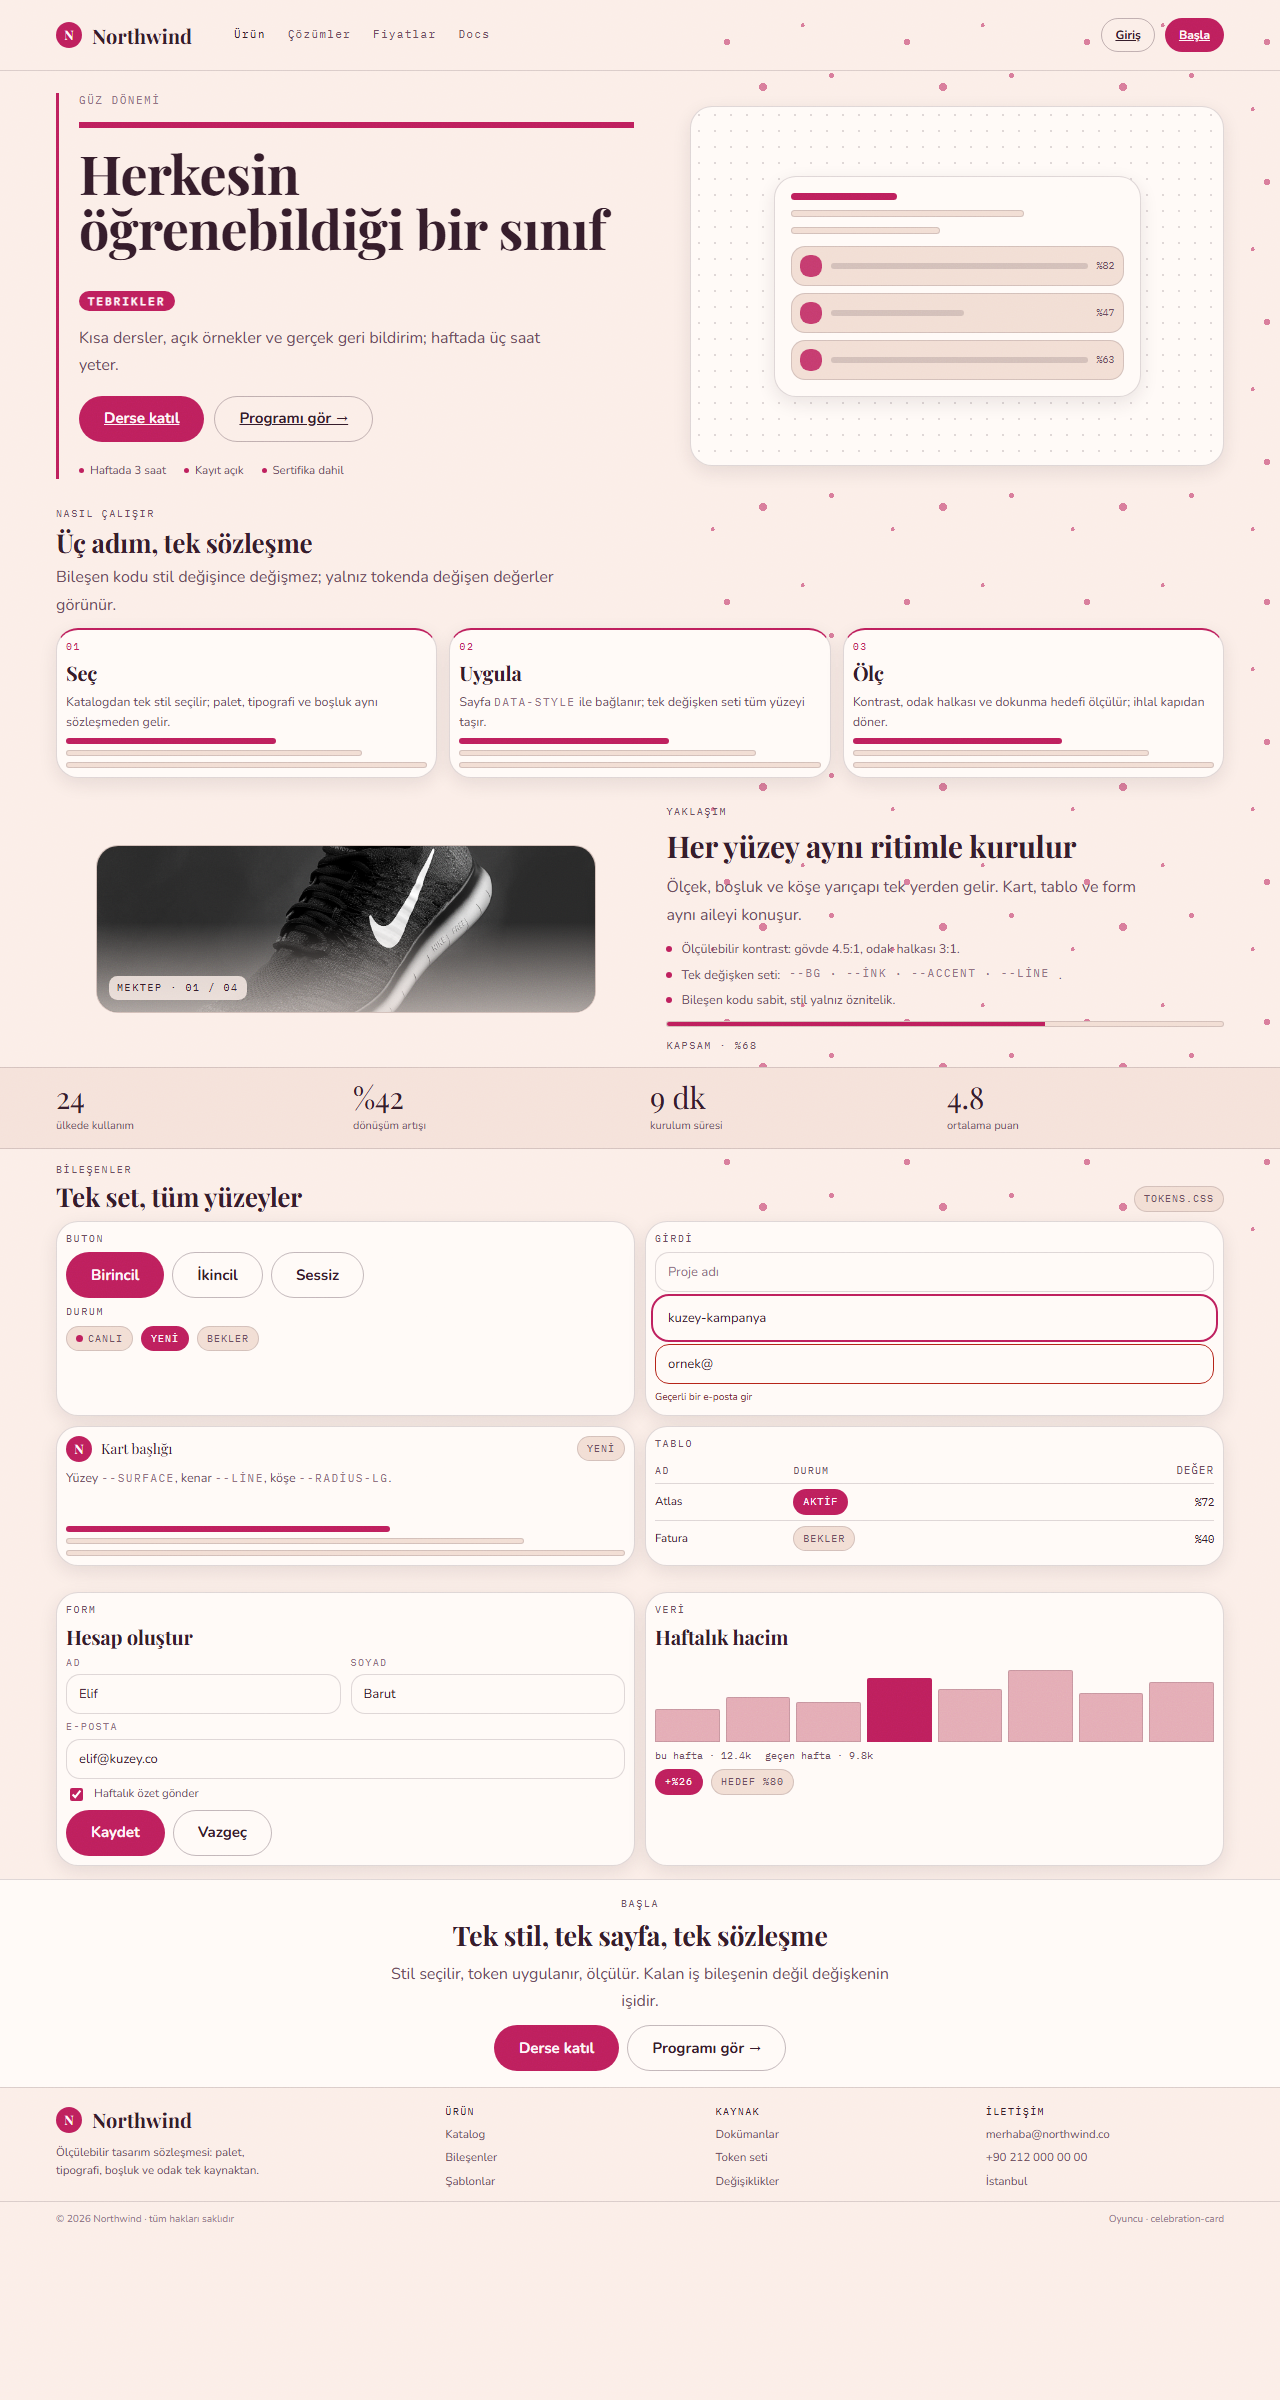 N Northwind Ürün Çözümler Fiyatlar Docs Giriş Başla
GÜZ DÖNEMİ
Herkesin
öğrenebildiği bir sınıf
TEBRIKLER
Kısa dersler, açık örnekler ve gerçek geri bildirim; haftada üç saat
yeter.
Derse katıl Programı gör →
Haftada 3 saat Kayıt açık Sertifika dahil
%82
%47
%63
NASIL ÇALIŞIR
Üç adım, tek sözleşme
Bileşen kodu stil değişince değişmez; yalnız tokenda değişen değerler
görünür.
01
Seç
Katalogdan tek stil seçilir; palet, tipografi ve boşluk aynı
sözleşmeden gelir.
02
Uygula
Sayfa DATA-STYLE ile bağlanır; tek değişken seti tüm yüzeyi
taşır.
03
Ölç
Kontrast, odak halkası ve dokunma hedefi ölçülür; ihlal kapıdan
döner.
MEKTEP · 01 / 04
YAKLAŞIM
Her yüzey aynı ritimle kurulur
Ölçek, boşluk ve köşe yarıçapı tek yerden gelir. Kart, tablo ve form
aynı aileyi konuşur.
Ölçülebilir kontrast: gövde 4.5:1, odak halkası 3:1.
Tek değişken seti: --BG · --İNK · --ACCENT · --LİNE .
Bileşen kodu sabit, stil yalnız öznitelik.
KAPSAM · %68
24
ülkede kullanım
%42
dönüşüm artışı
9 dk
kurulum süresi
4.8
ortalama puan
BİLEŞENLER
Tek set, tüm yüzeyler
TOKENS.CSS
BUTON
Birincil İkincil Sessiz
DURUM
CANLI YENİ BEKLER
GİRDİ
Proje adı
kuzey-kampanya
ornek@
Geçerli bir e-posta gir
N Kart başlığı YENİ
Yüzey --SURFACE, kenar --LİNE, köşe --RADİUS-LG.
TABLO
AD DURUM DEĞER
Atlas AKTİF %72
Fatura BEKLER %40
FORM
Hesap oluştur
AD SOYAD
Elif Barut
E-POSTA
elif@kuzey.co
Haftalık özet gönder
Kaydet Vazgeç
VERİ
Haftalık hacim
bu hafta · 12.4k geçen hafta · 9.8k
+%26 HEDEF %80
BAŞLA
Tek stil, tek sayfa, tek sözleşme
Stil seçilir, token uygulanır, ölçülür. Kalan iş bileşenin değil değişkenin
işidir.
Derse katıl Programı gör →
N Northwind
Ölçülebilir tasarım sözleşmesi: palet,
tipografi, boşluk ve odak tek kaynaktan.
ÜRÜN
Katalog
Bileşenler
Şablonlar
KAYNAK
Dokümanlar
Token seti
Değişiklikler
İLETİŞİM
merhaba@northwind.co
+90 212 000 00 00
İstanbul
© 2026 Northwind · tüm hakları saklıdır
Oyuncu · celebration-card